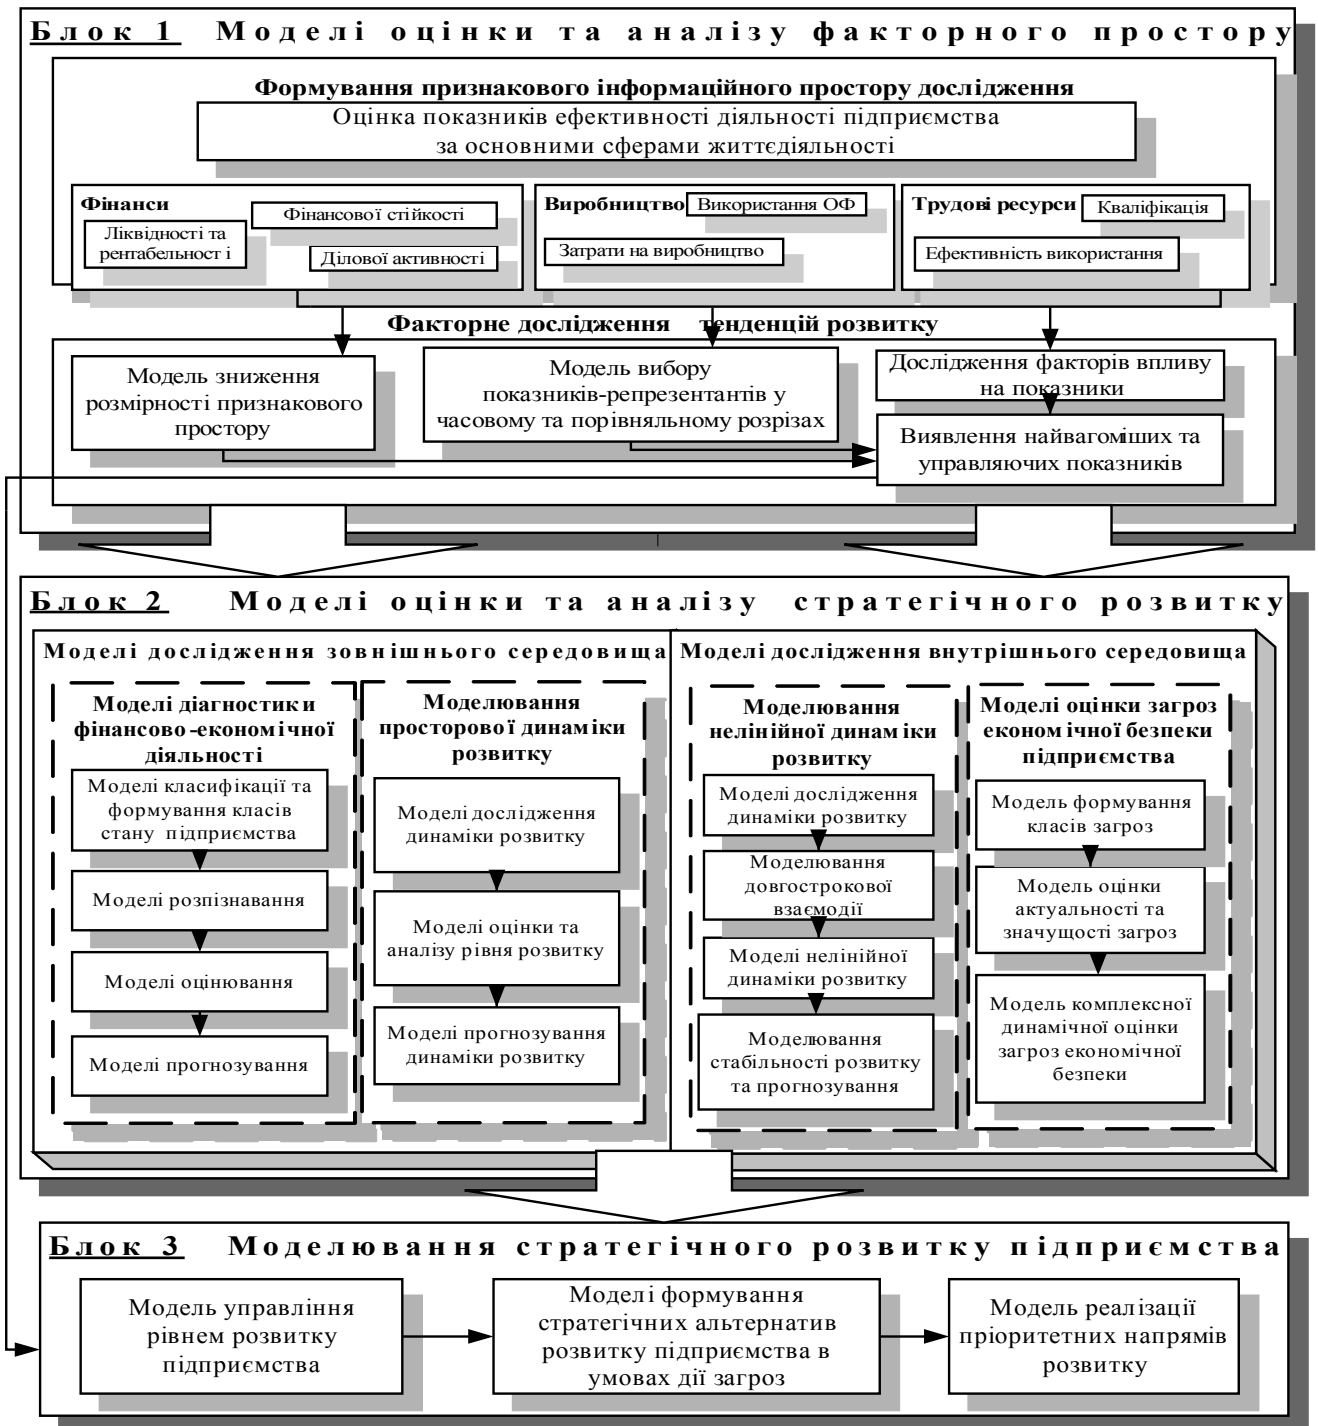 Блок 1 Моделі оцінки та аналізу факторного простору
Формування признакового інформаційного простору дослідження
Оцінка показників ефективності діяльності підприємства
за основними сферами життєдіяльності
Фінанси
Фінансової стійкості
Ліквідності та
рентабельності
Ділової активності
Виробництво
Використання ОФ
Затрати на виробництво
Трудові ресурси
Кваліфікація
Ефективність використання
Факторне дослідження тенденцій розвитку
Модель зниження
розмірності признакового
простору
Модель вибору
показників-репрезентантів у
часовому та порівняльному розрізах
Дослідження факторів впливу
на показники
Виявлення найвагоміших та
управляючих показників
Блок 2 Моделі оцінки та аналізу стратегічного розвитку
Моделі дослідження зовнішнього середовища
Моделі діагностики
фінансово-економічної
діяльності
Моделі класифікації та
формування класів
стану підприємства
Моделі розпізнавання
Моделі оцінювання
Моделі прогнозування
Моделювання
просторової динаміки
розвитку
Моделі дослідження
динаміки розвитку
Моделі оцінки та
аналізу рівня розвитку
Моделі прогнозування
динаміки розвитку
Моделі дослідження внутрішнього середовища
Моделювання
нелінійної динаміки
розвитку
Моделі дослідження
динаміки розвитку
Моделювання
довгострокової
взаємодії
Моделі нелінійної
динаміки розвитку
Моделювання
стабільності розвитку
та прогнозування
Моделі оцінки загроз
економічної безпеки
підприємства
Модель формування
класів загроз
Модель оцінки
актуальності та
значущості загроз
Модель комплексної
динамічної оцінки
загроз економічної
безпеки
Блок 3 Моделювання стратегічного розвитку підприємства
Модель управління
рівнем розвитку
підприємства
Моделі формування
стратегічних альтернатив
розвитку підприємства в
умовах дії загроз
Модель реалізації
пріоритетних напрямів
розвитку